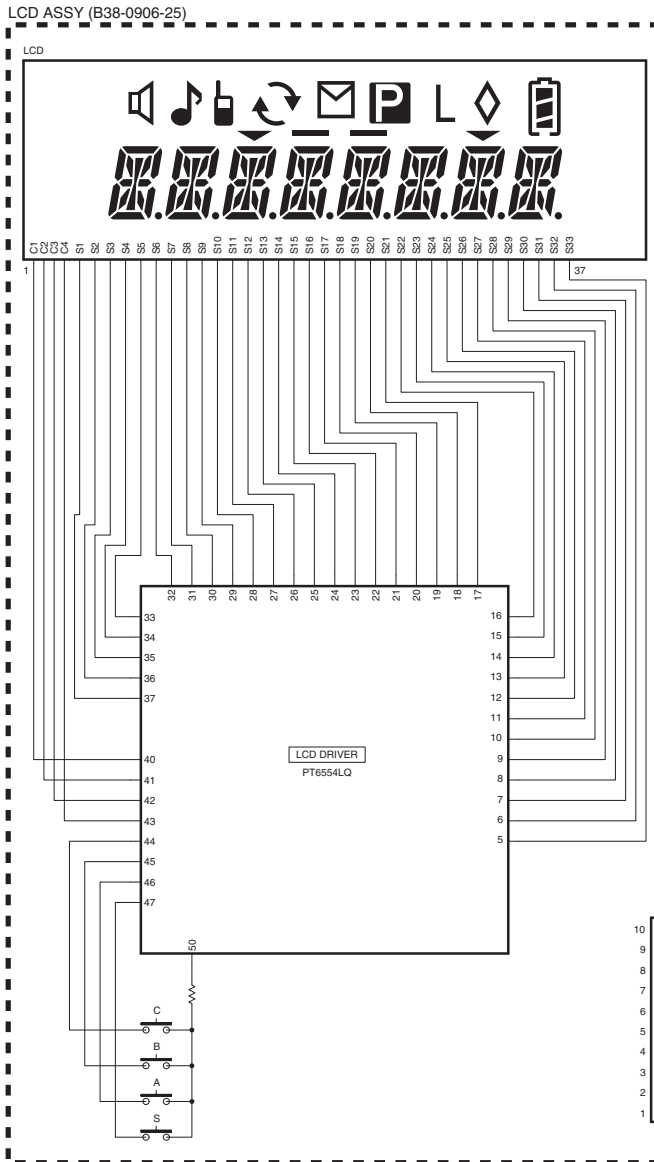 LCD ASSY (B38-0906-25)
LCD
P L
C1 C2 C3 C4 S1 S2 S3 S4 S5 S6 S7 S8 S9 S10 S11 S12 S13 S14 S15 S16 S17 S18 S19 S20 S21 S22 S23 S24 S25 S26 S27 S28 S29 S30 S31 S32 S33
1 37
32 31 30 29 28 27 26 25 24 23 22 21 20 19 18 17
33 16
34 15
35 14
36 13
37 12
11
10
40 9
41 8
42 7
43 6
44 5
45
46
47
LCD DRIVER
PT6554LQ
50
C
B
A
S
10
9
8
7
6
5
4
3
2
1